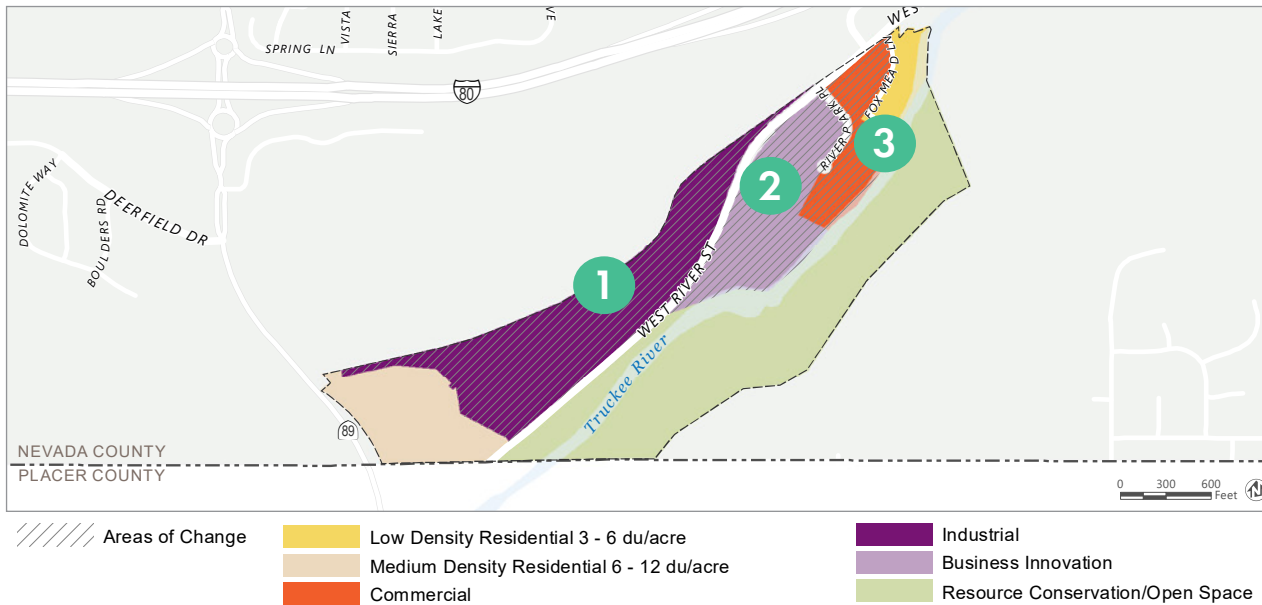 SPRING LN
VISTA
SIERRA
LAKE
VE
WES
80
DOLOMITE WAY
BOULDERS RD
DEERFIELD DR
RIVER PARK PL
FOX MEAD LN
1
2
3
WEST RIVER ST
Truckee River
89
NEVADA COUNTY
PLACER COUNTY
0 300 600
Feet
N
Areas of Change
Low Density Residential 3 - 6 du/acre
Medium Density Residential 6 - 12 du/acre
Commercial
Industrial
Business Innovation
Resource Conservation/Open Space